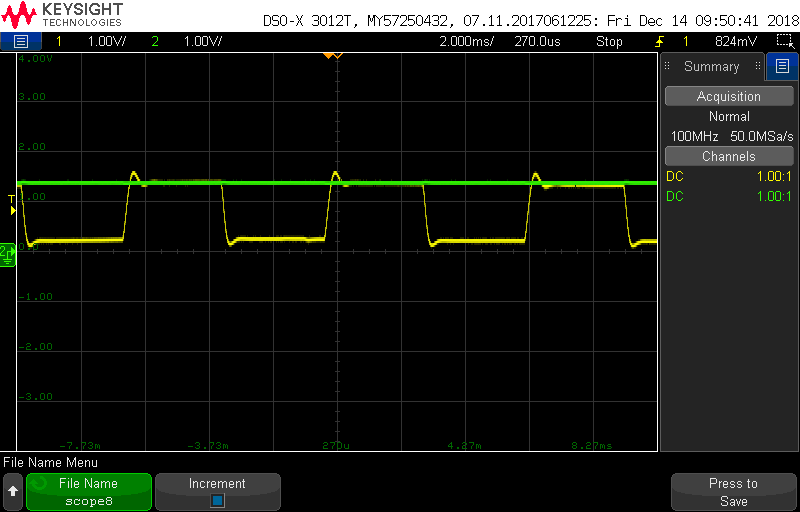 KEYSIGHT
TECHNOLOGIES
DSO-X 3012T, MY57250432, 07.11.2017061225: Fri Dec 14 09:50:41 2018
1 1.00V/ 2 1.00V/ 2.000ms/ 270.0us Stop 1 824mV
4.00V
3.00
2.00
1.00
0.0
-1.00
-2.00
-3.00
T
2
-7.73m -3.73m 270u 4.27m 8.27ms
Summary
Acquisition
Normal
100MHz 50.0MSa/s
Channels
DC 1.00:1
DC 1.00:1
File Name Menu
File Name
scope8
Increment
Press to
Save